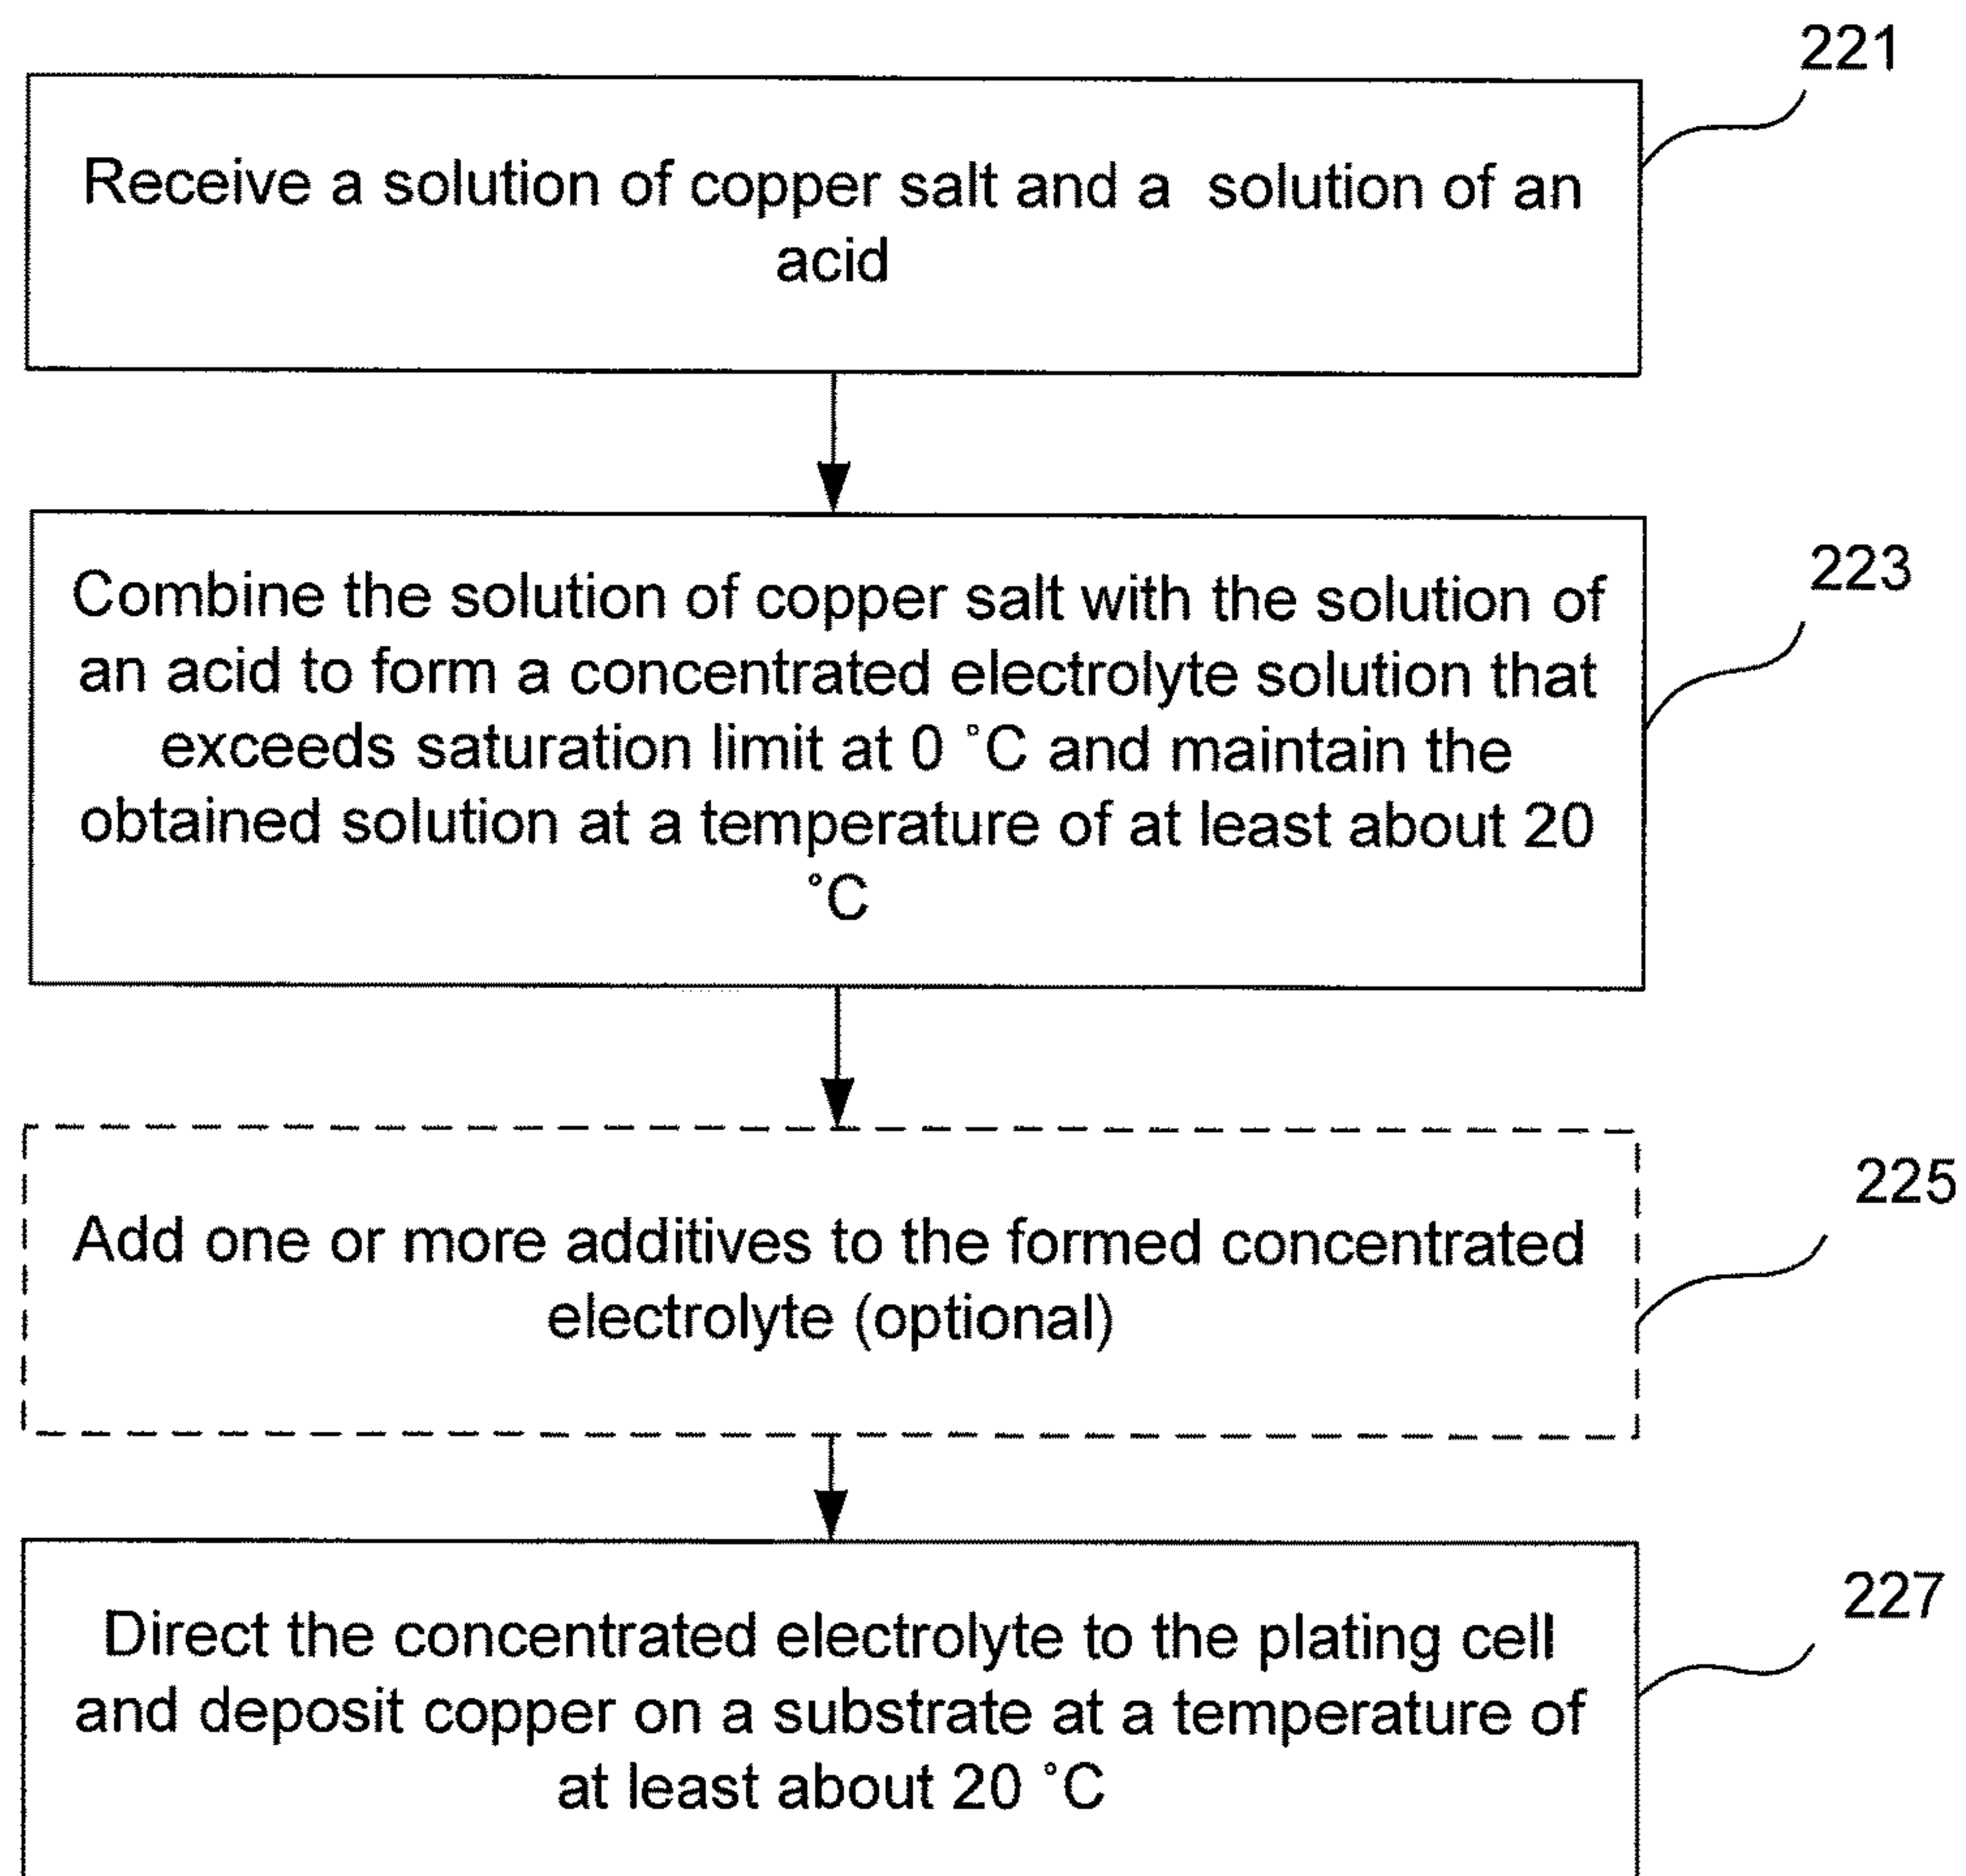 221
Receive a solution of copper salt and a solution of an
acid
223
Combine the solution of copper salt with the solution of
an acid to form a concentrated electrolyte solution that
exceeds saturation limit at 0 ˚C and maintain the
obtained solution at a temperature of at least about 20
˚C
225
Add one or more additives to the formed concentrated
electrolyte (optional)
227
Direct the concentrated electrolyte to the plating cell
and deposit copper on a substrate at a temperature of
at least about 20 ˚C